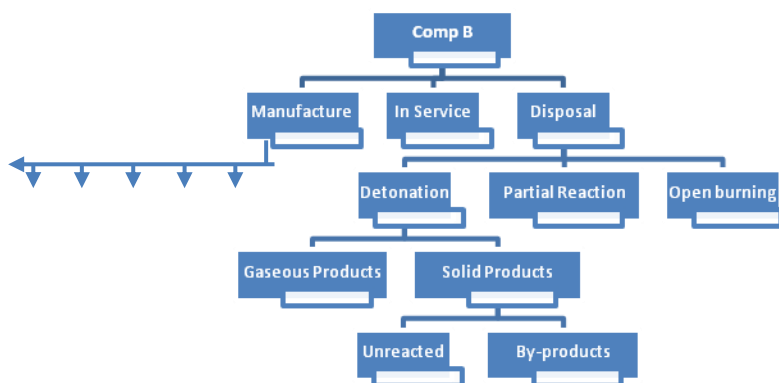 Comp B
Manufacture
In Service
Disposal
Detonation
Partial Reaction
Open burning
Gaseous Products
Solid Products
Unreacted
By-products